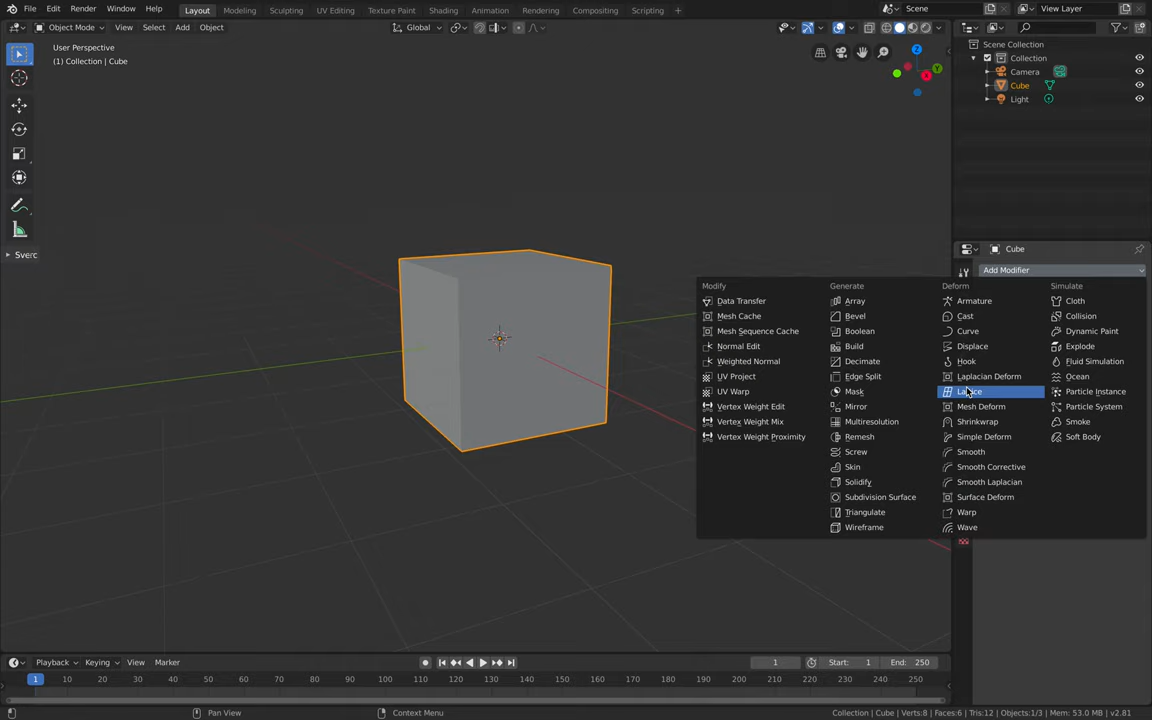 File Edit Render Window Help Layout Modeling Sculpting UV Editing Texture Paint Shading Animation Rendering Compositing Scripting + Scene View Layer
Object Mode View Select Add Object Global
User Perspective
(1) Collection | Cube
Scene Collection
Collection
Camera
Cube
Light
Z
Y
X
Sverc
Cube
Add Modifier
Modify
Data Transfer
Mesh Cache
Mesh Sequence Cache
Normal Edit
Weighted Normal
UV Project
UV Warp
Vertex Weight Edit
Vertex Weight Mix
Vertex Weight Proximity
Generate
Array
Bevel
Boolean
Build
Decimate
Edge Split
Mask
Mirror
Multiresolution
Remesh
Screw
Skin
Solidify
Subdivision Surface
Triangulate
Wireframe
Deform
Armature
Cast
Curve
Displace
Hook
Laplacian Deform
Lattice
Mesh Deform
Shrinkwrap
Simple Deform
Smooth
Smooth Corrective
Smooth Laplacian
Surface Deform
Warp
Wave
Simulate
Cloth
Collision
Dynamic Paint
Explode
Fluid Simulation
Ocean
Particle Instance
Particle System
Smoke
Soft Body
Playback Keying View Marker 1 Start: 1 End: 250
1 10 20 30 40 50 60 70 80 90 100 110 120 130 140 150 160 170 180 190 200 210 220 230 240 250
Pan View Context Menu Collection | Cube | Verts:8 | Faces:6 | Tris:12 | Objects:1/3 | Mem: 53.0 MB | v2.81